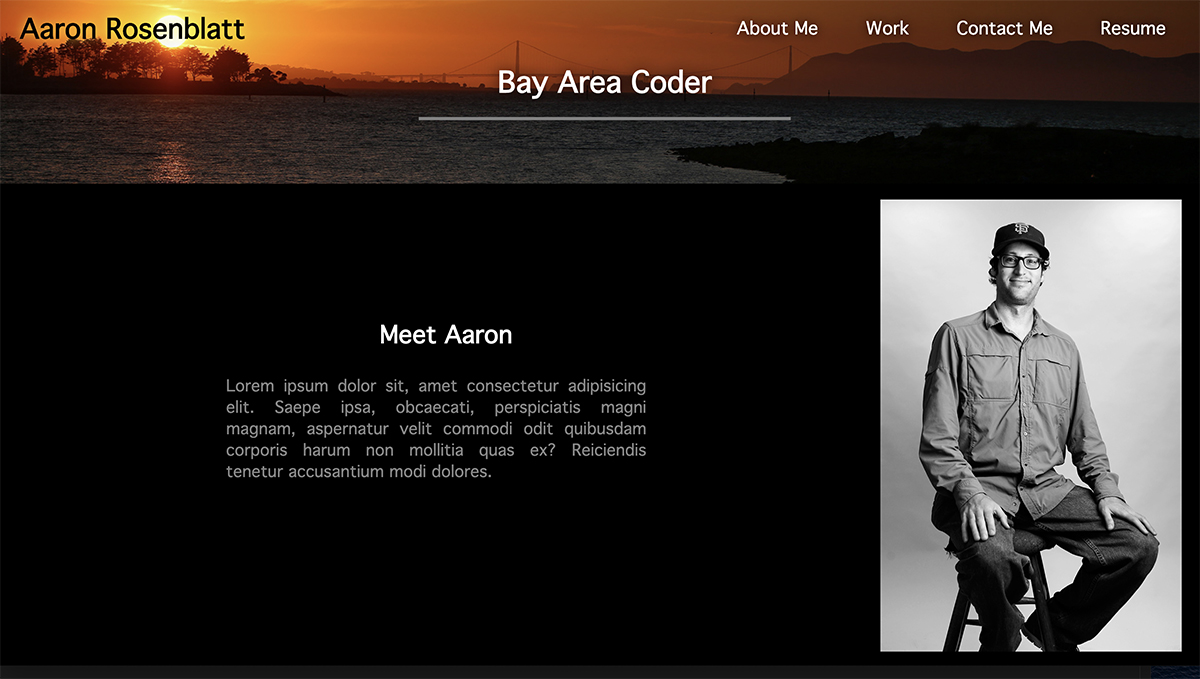 Aaron Rosenblatt
About Me Work Contact Me Resume
Bay Area Coder
Meet Aaron
Lorem ipsum dolor sit, amet consectetur adipisicing
elit. Saepe ipsa, obcaecati, perspiciatis magni
magnam, aspernatur velit commodi odit quibusdam
corporis harum non mollitia quas ex? Reiciendis
tenetur accusantium modi dolores.
SF